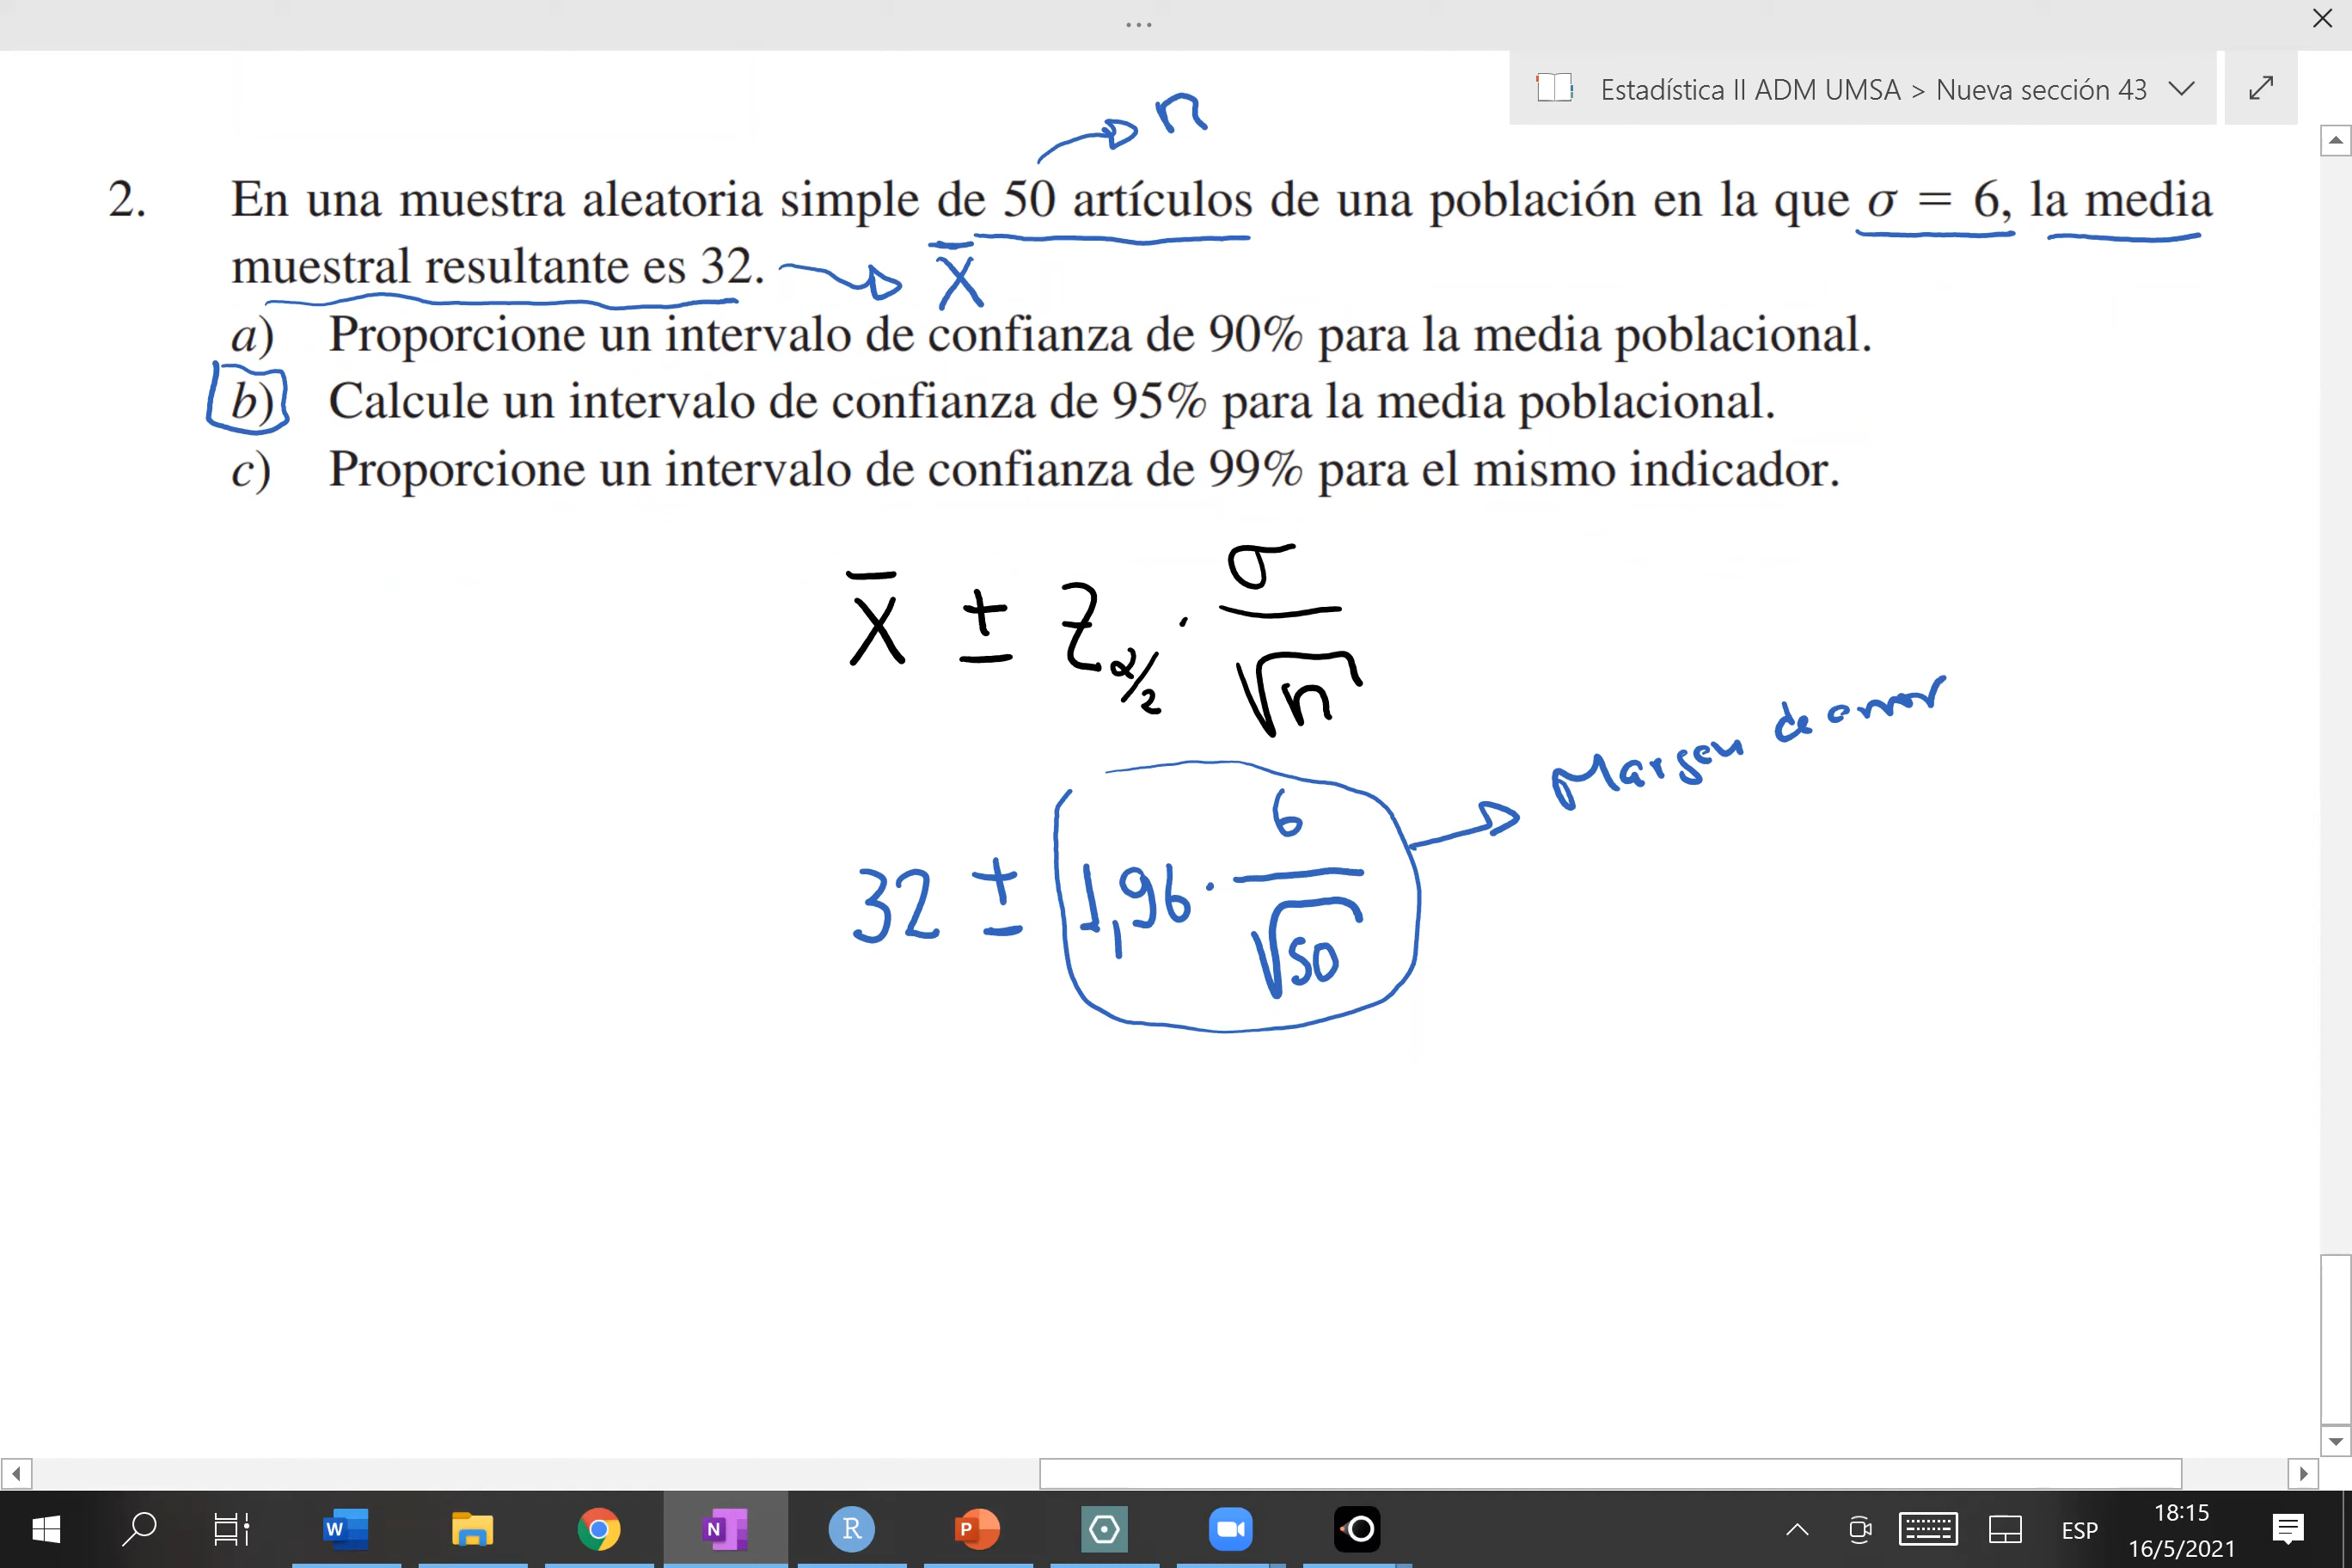 Estadística II ADM UMSA > Nueva sección 43
n
2. En una muestra aleatoria simple de 50 artículos de una población en la que σ = 6, la media
muestral resultante es 32. x̄
a) Proporcione un intervalo de confianza de 90% para la media poblacional.
b) Calcule un intervalo de confianza de 95% para la media poblacional.
c) Proporcione un intervalo de confianza de 99% para el mismo indicador.
x̄ ± z α/2 · σ/√n
Margen de error
32 ± 1,96 · 6/√50
ESP
18:15
16/5/2021